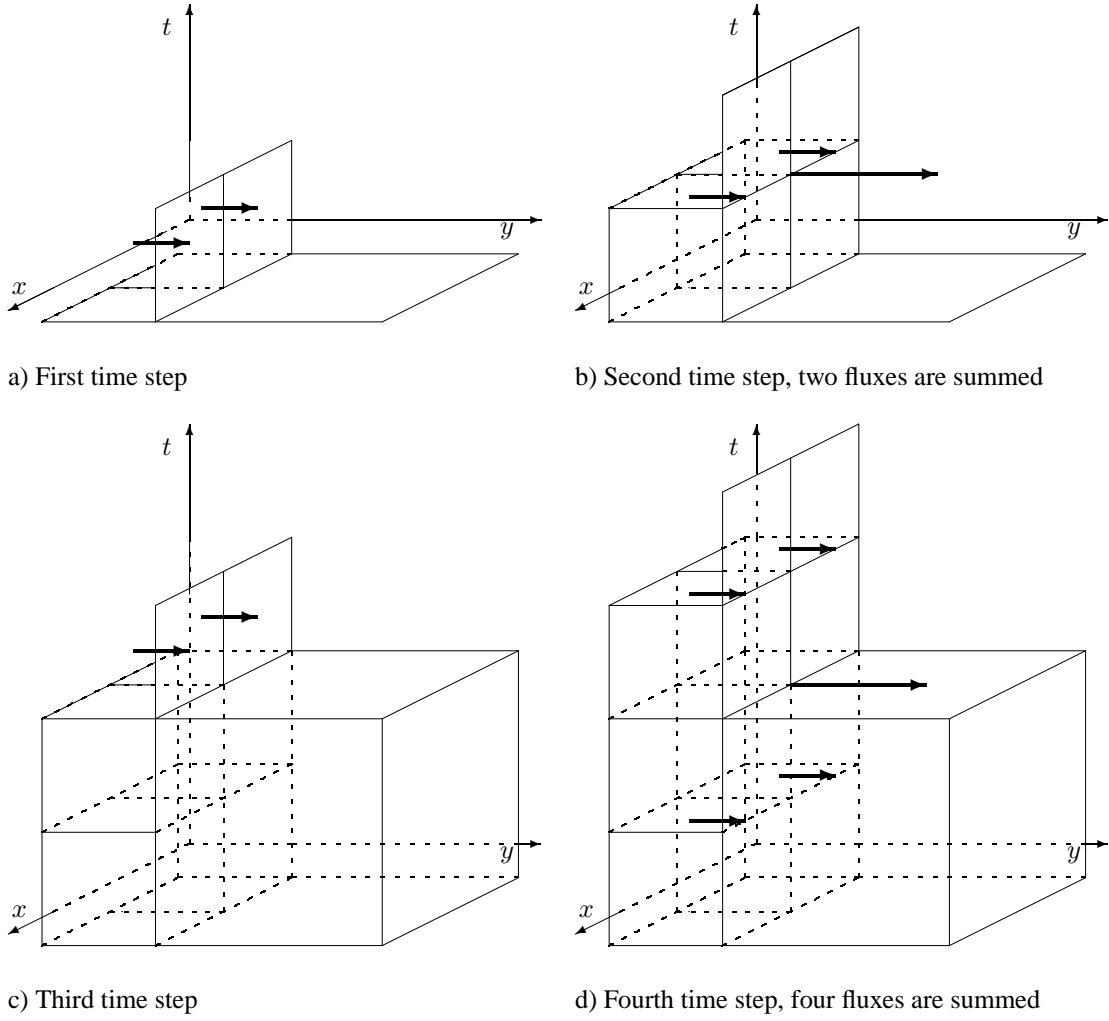 t
y
x
a) First time step
t
y
x
b) Second time step, two fluxes are summed
t
y
x
c) Third time step
t
y
x
d) Fourth time step, four fluxes are summed